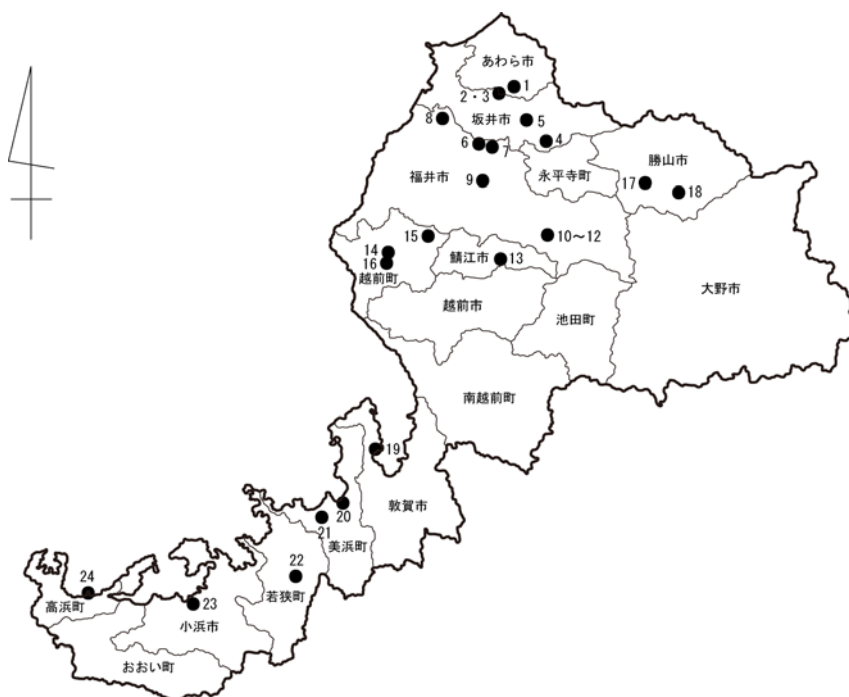 あわら市
1
2・3
坂井市
5
8
4
6
7
勝山市
永平寺町
福井市
17
18
9
15
10～12
14
鯖江市
13
16
越前町
大野市
越前市
池田町
南越前町
19
敦賀市
20
21
美浜町
22
若狭町
24
高浜町
23
小浜市
おおい町